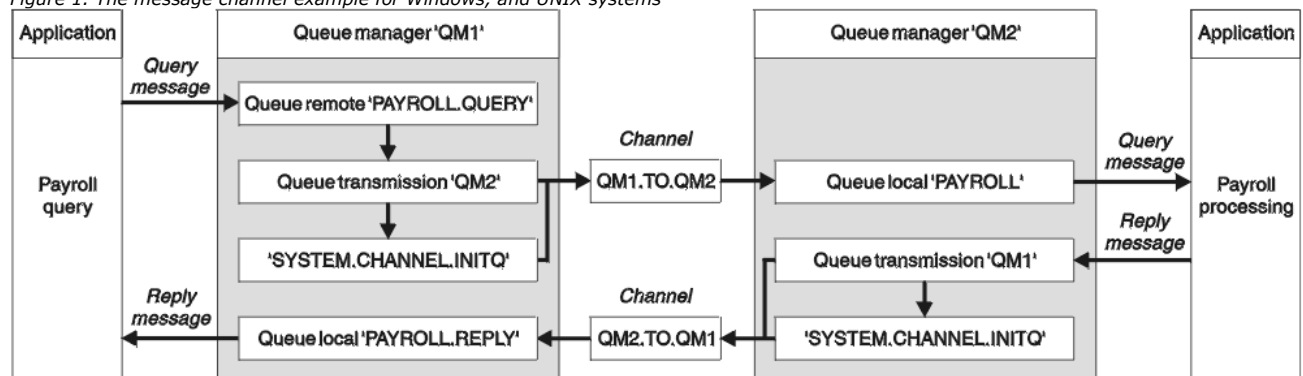 Figure 1. The message channel example for Windows, and UNIX systems
Application
Queue manager 'QM1'
Queue manager 'QM2'
Application
Query
message
Queue remote 'PAYROLL.QUERY'
Channel
Query
message
Payroll
query
Queue transmission 'QM2'
QM1.TO.QM2
Queue local 'PAYROLL'
Payroll
processing
Reply
message
'SYSTEM.CHANNEL.INITQ'
Queue transmission 'QM1'
Reply
message
Channel
Queue local 'PAYROLL.REPLY'
QM2.TO.QM1
'SYSTEM.CHANNEL.INITQ'